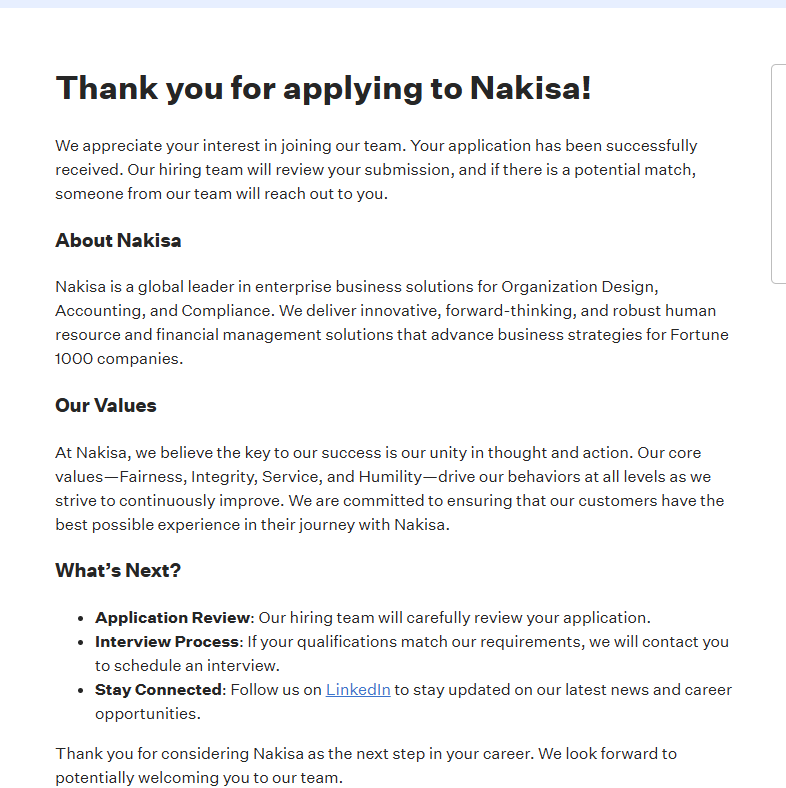 Thank you for applying to Nakisa!
We appreciate your interest in joining our team. Your application has been successfully
received. Our hiring team will review your submission, and if there is a potential match,
someone from our team will reach out to you.
About Nakisa
Nakisa is a global leader in enterprise business solutions for Organization Design,
Accounting, and Compliance. We deliver innovative, forward-thinking, and robust human
resource and financial management solutions that advance business strategies for Fortune
1000 companies.
Our Values
At Nakisa, we believe the key to our success is our unity in thought and action. Our core
values—Fairness, Integrity, Service, and Humility—drive our behaviors at all levels as we
strive to continuously improve. We are committed to ensuring that our customers have the
best possible experience in their journey with Nakisa.
What’s Next?
• Application Review: Our hiring team will carefully review your application.
• Interview Process: If your qualifications match our requirements, we will contact you
to schedule an interview.
• Stay Connected: Follow us on LinkedIn to stay updated on our latest news and career
opportunities.
Thank you for considering Nakisa as the next step in your career. We look forward to
potentially welcoming you to our team.